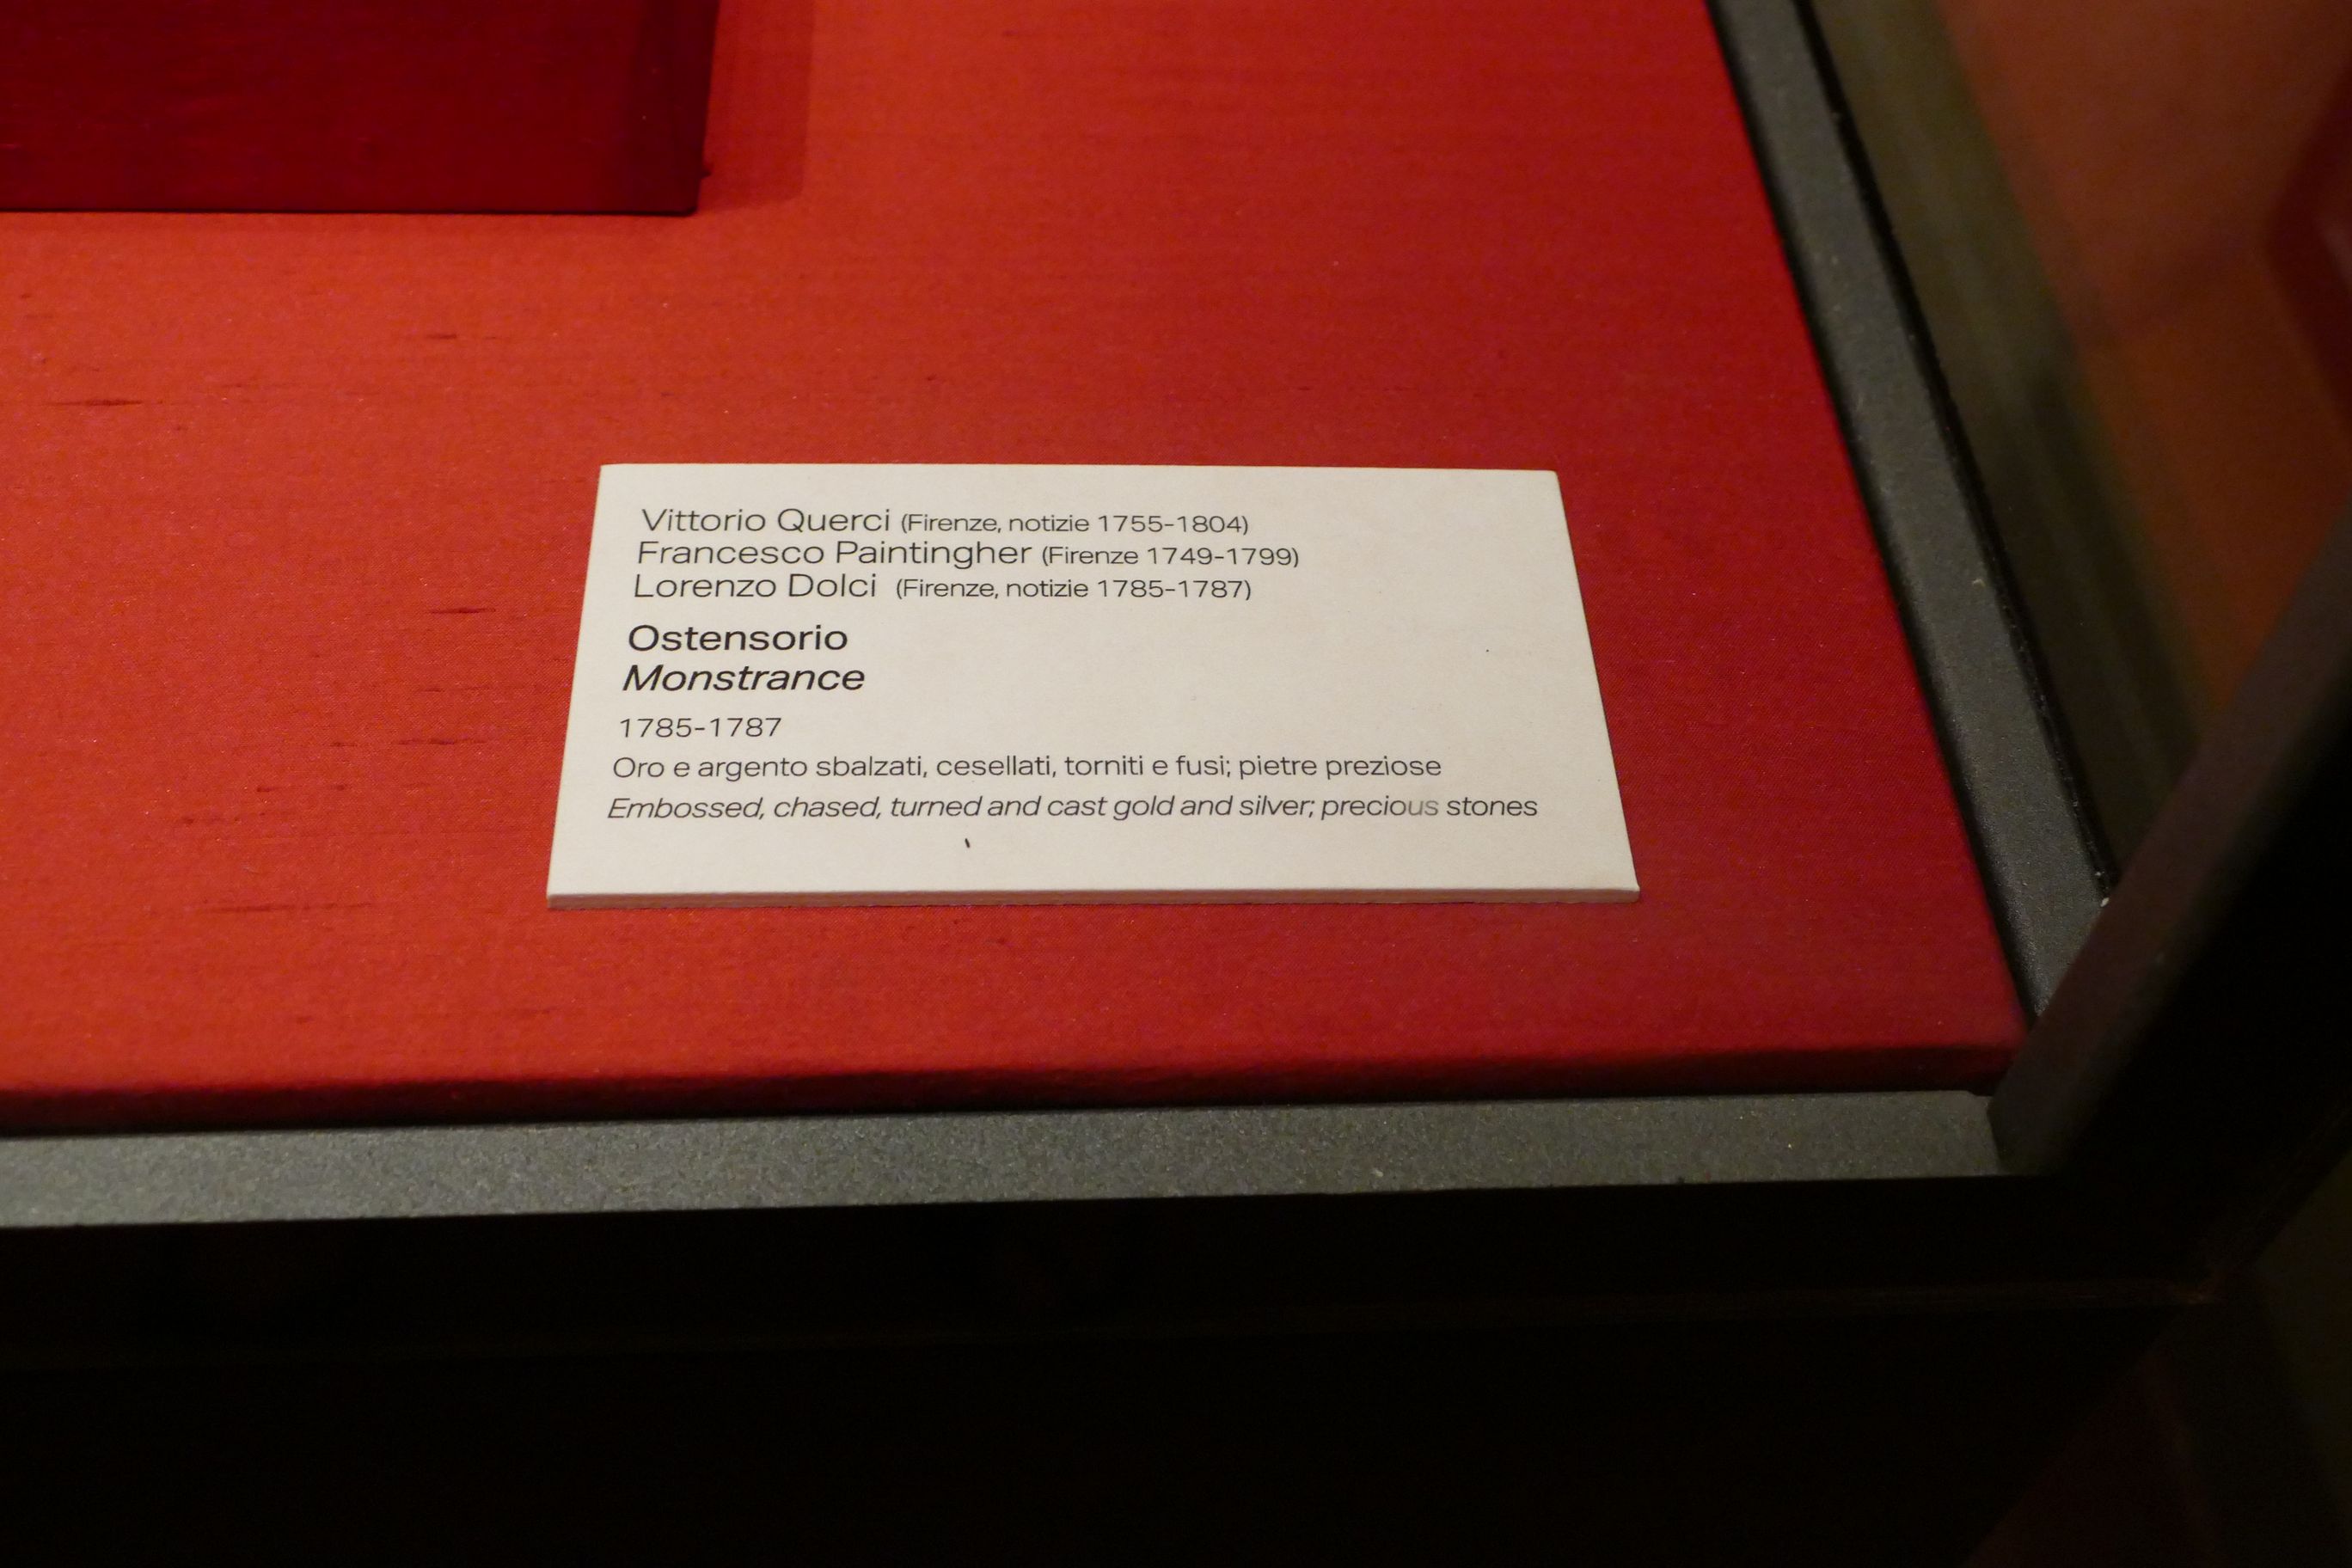 Vittorio Querci (Firenze, notizie 1755-1804)
Francesco Paintingher (Firenze 1749-1799)
Lorenzo Dolci (Firenze, notizie 1785-1787)
Ostensorio
Monstrance
1785-1787
Oro e argento sbalzati, cesellati, torniti e fusi; pietre preziose
Embossed, chased, turned and cast gold and silver; precious stones